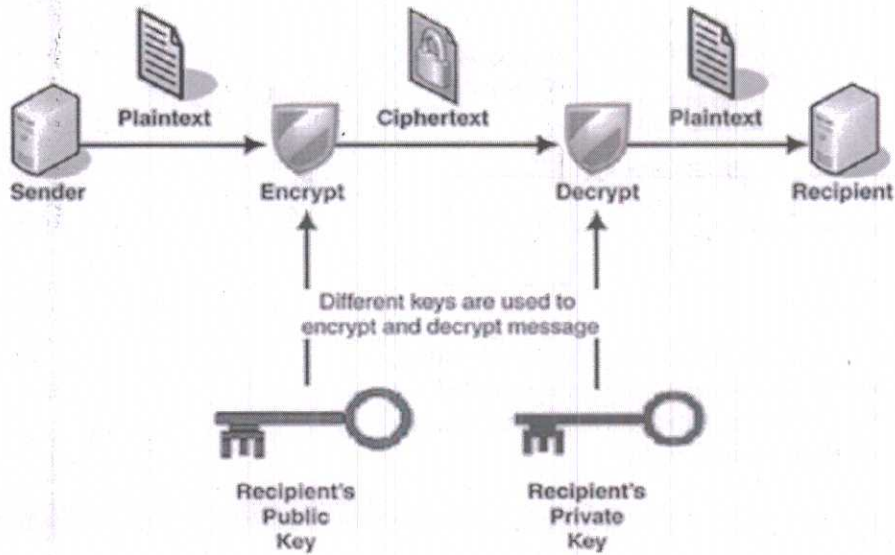 Plaintext
Ciphertext
Plaintext
Sender
Encrypt
Decrypt
Recipient
Different keys are used to
encrypt and decrypt message
Recipient's
Public
Key
Recipient's
Private
Key